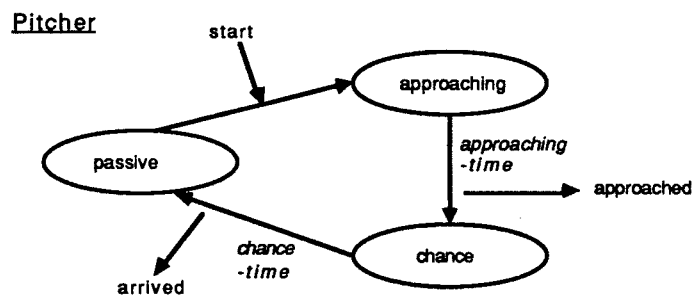 Pitcher
start
approaching
approaching
-time
passive
approached
chance
-time
chance
arrived